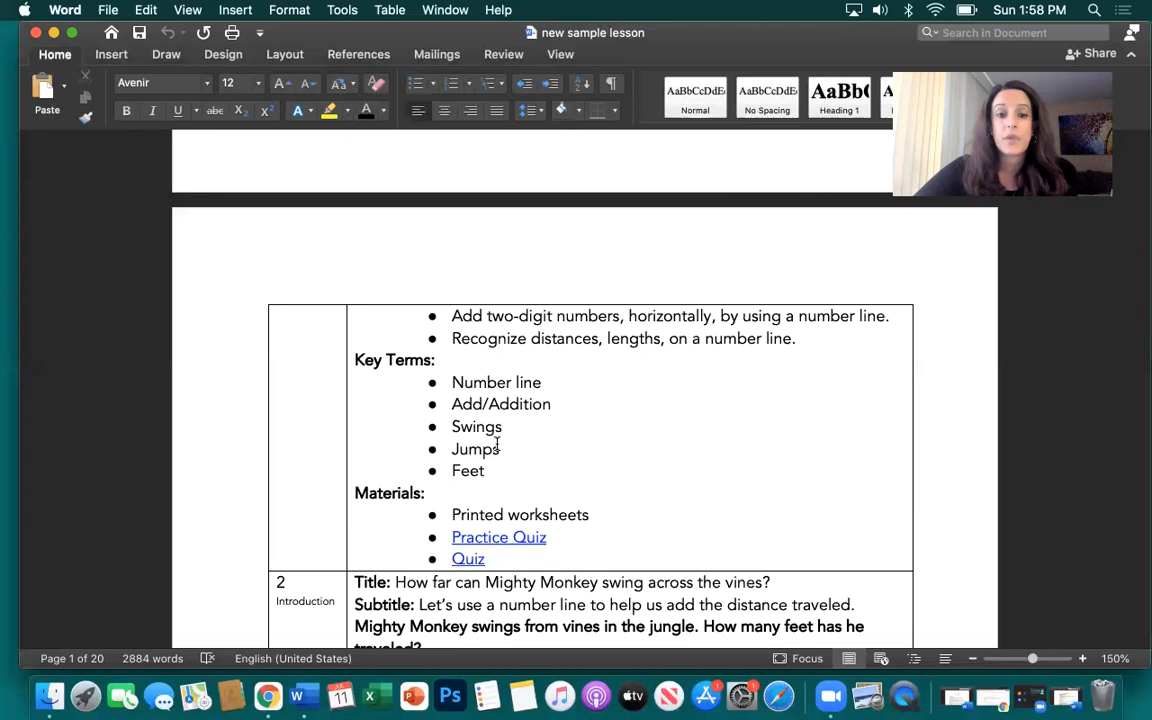 Word File Edit View Insert Format Tools Table Window Help Sun 1:58 PM
new sample lesson
Search in Document
Home Insert Draw Design Layout References Mailings Review View
Share
Paste
Avenir 12
AaBbCcDdE AaBbCcDdE AaBb
Normal No Spacing Heading 1
● Add two-digit numbers, horizontally, by using a number line.
● Recognize distances, lengths, on a number line.
Key Terms:
● Number line
● Add/Addition
● Swings
● Jumps
● Feet
Materials:
● Printed worksheets
● Practice Quiz
● Quiz
2
Introduction
Title: How far can Mighty Monkey swing across the vines?
Subtitle: Let's use a number line to help us add the distance traveled.
Mighty Monkey swings from vines in the jungle. How many feet has he
traveled?
Page 1 of 20 2884 words English (United States) Focus 150%